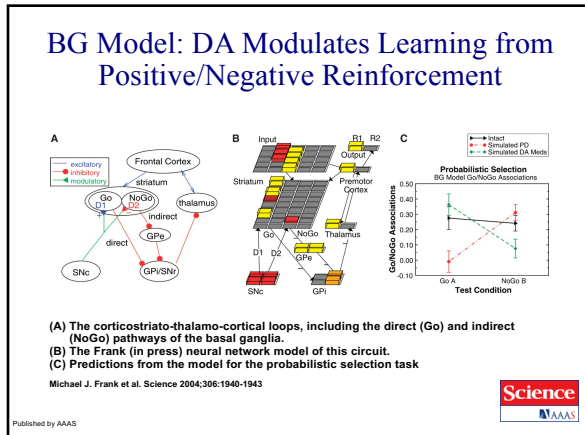 BG Model: DA Modulates Learning from
Positive/Negative Reinforcement
A
excitatory
inhibitory
modulatory
Frontal Cortex
striatum
Go
NoGo
D1
D2
thalamus
indirect
direct
GPe
SNc
GPi/SNr
B
Input
R1
R2
Output
Striatum
Premotor
Cortex
Go
NoGo
Thalamus
D1
D2
GPe
SNc
GPi
C
Intact
Simulated PD
Simulated DA Meds
Probabilistic Selection
BG Model Go/NoGo Associations
Go/NoGo Associations
0.50
0.40
0.30
0.20
0.10
0.00
-0.10
Go A
NoGo B
Test Condition
(A) The corticostriato-thalamo-cortical loops, including the direct (Go) and indirect
(NoGo) pathways of the basal ganglia.
(B) The Frank (in press) neural network model of this circuit.
(C) Predictions from the model for the probabilistic selection task
Michael J. Frank et al. Science 2004;306:1940-1943
Science
AAAS
Published by AAAS